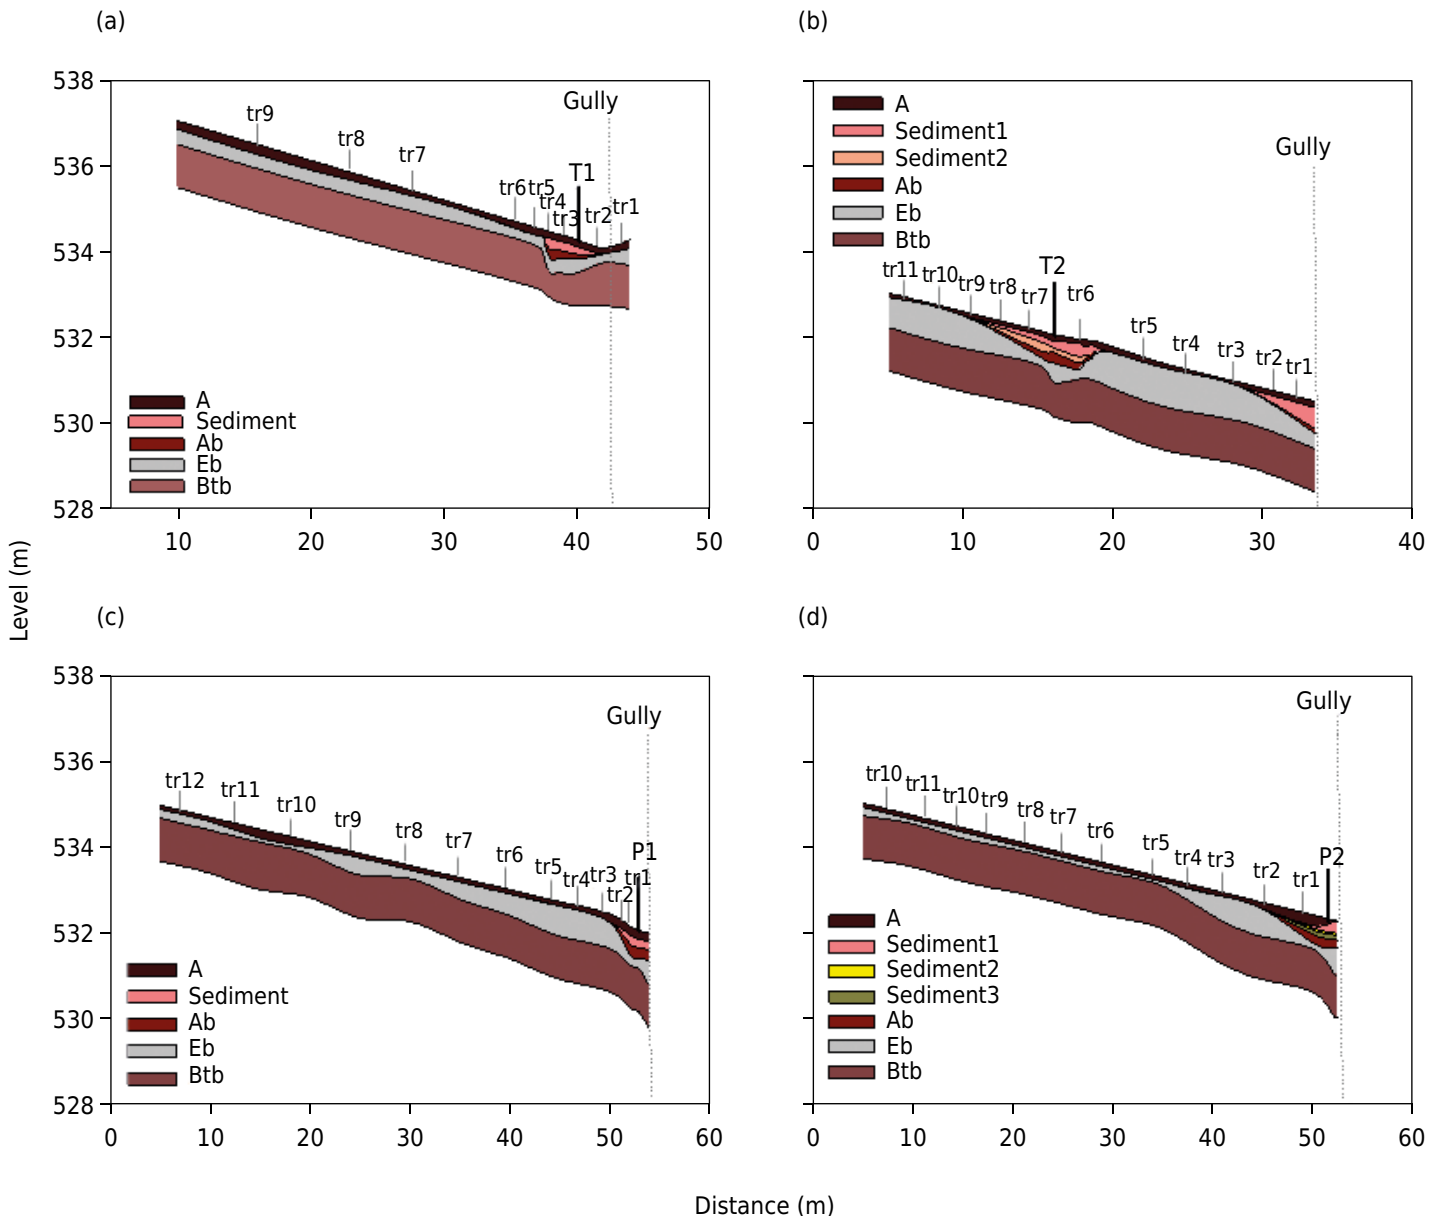 (a)
538
536
534
532
530
528
Gully
tr9
tr8
tr7
tr6
tr5
tr4
tr3
T1
tr2
tr1
A
Sediment
Ab
Eb
Btb
10
20
30
40
50
(b)
A
Sediment1
Sediment2
Ab
Eb
Btb
Gully
tr11
tr10
tr9
tr8
tr7
T2
tr6
tr5
tr4
tr3
tr2
tr1
0
10
20
30
40
Level (m)
(c)
538
536
534
532
530
528
Gully
tr12
tr11
tr10
tr9
tr8
tr7
tr6
tr5
tr4
tr3
tr2
tr1
P1
A
Sediment
Ab
Eb
Btb
0
10
20
30
40
50
60
(d)
Gully
tr10
tr11
tr10
tr9
tr8
tr7
tr6
tr5
tr4
tr3
tr2
tr1
P2
A
Sediment1
Sediment2
Sediment3
Ab
Eb
Btb
0
10
20
30
40
50
60
Distance (m)